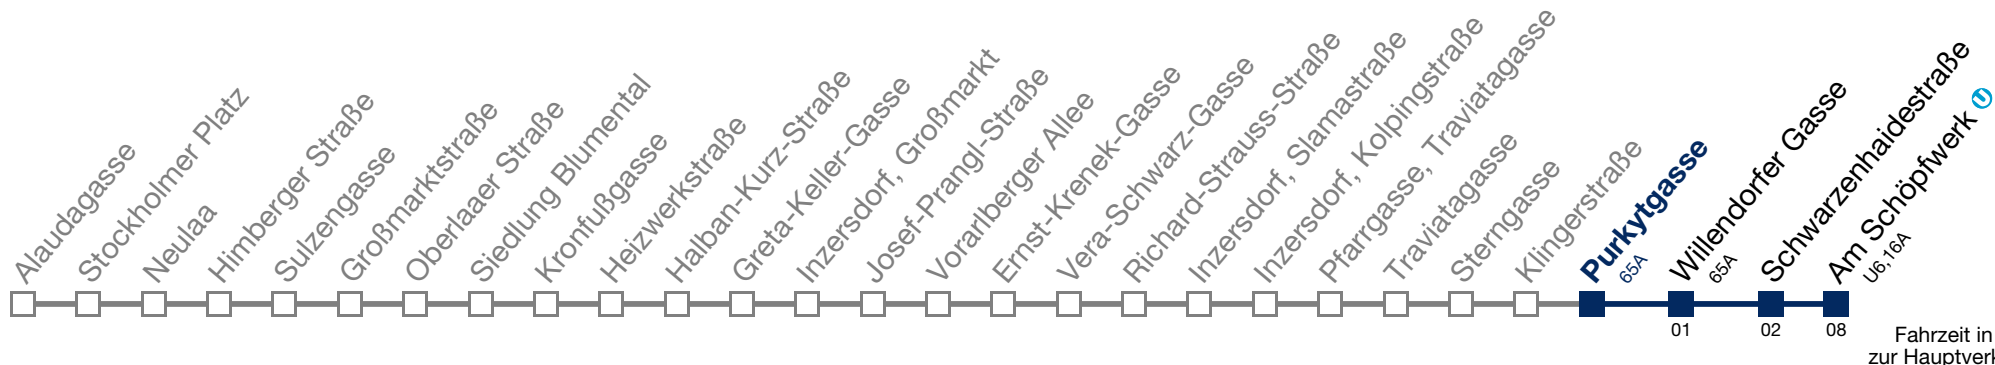 Alaudagasse
Stockholmer Platz
Neulaa
Himberger Straße
Sulzengasse
Großmarktstraße
Oberlaaer Straße
Siedlung Blumental
Kronfußgasse
Heizwerkstraße
Halban-Kurz-Straße
Greta-Keller-Gasse
Inzersdorf, Großmarkt
Josef-Prangl-Straße
Vorarlberger Allee
Ernst-Krenek-Gasse
Vera-Schwarz-Gasse
Richard-Strauss-Straße
Inzersdorf, Slamastraße
Inzersdorf, Kolpingstraße
Pfarrgasse, Traviatagasse
Traviatagasse
Sterngasse
Klingerstraße
Purkytgasse
65A
Willendorfer Gasse
65A
Schwarzenhaidestraße
Am Schöpfwerk U
U6,16A
01
02
08
Fahrzeit in
zur Hauptverk